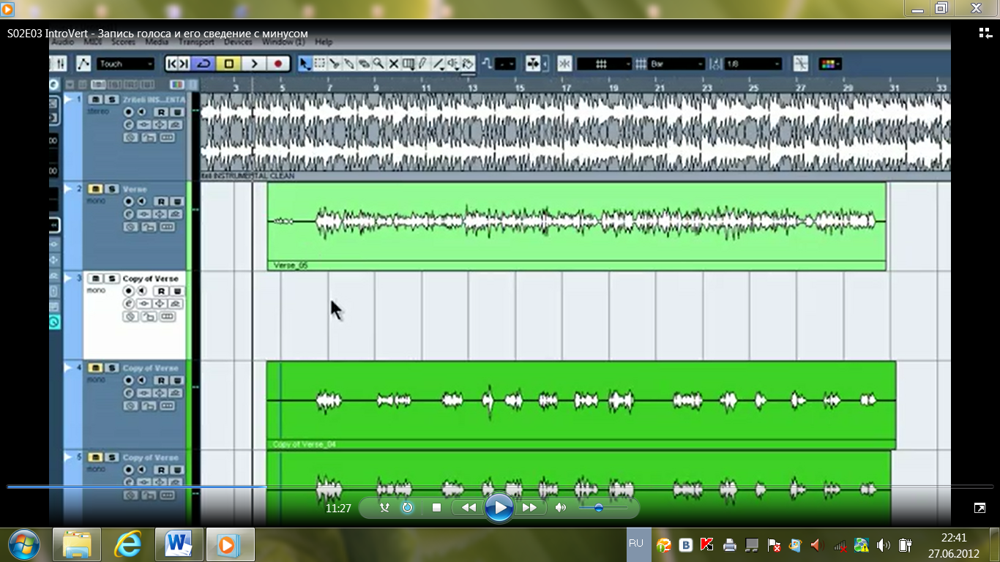 S02E03 IntroVert - Запись голоса и его сведение с минусом
Audio MIDI Scores Media Transport Devices Window (1) Help
Touch Bar 1/8
3 5 7 9 11 13 15 17 19 21 23 25 27 29 31 33
1 m S Zriteli INS...ENTA
stereo R
INSTRUMENTAL CLEAN
2 m S Verse
mono R
Verse_05
3 m S Copy of Verse
mono R
4 m S Copy of Verse
mono R
Copy of Verse_04
5 m S Copy of Verse
mono R
11:27
RU
22:41
27.06.2012